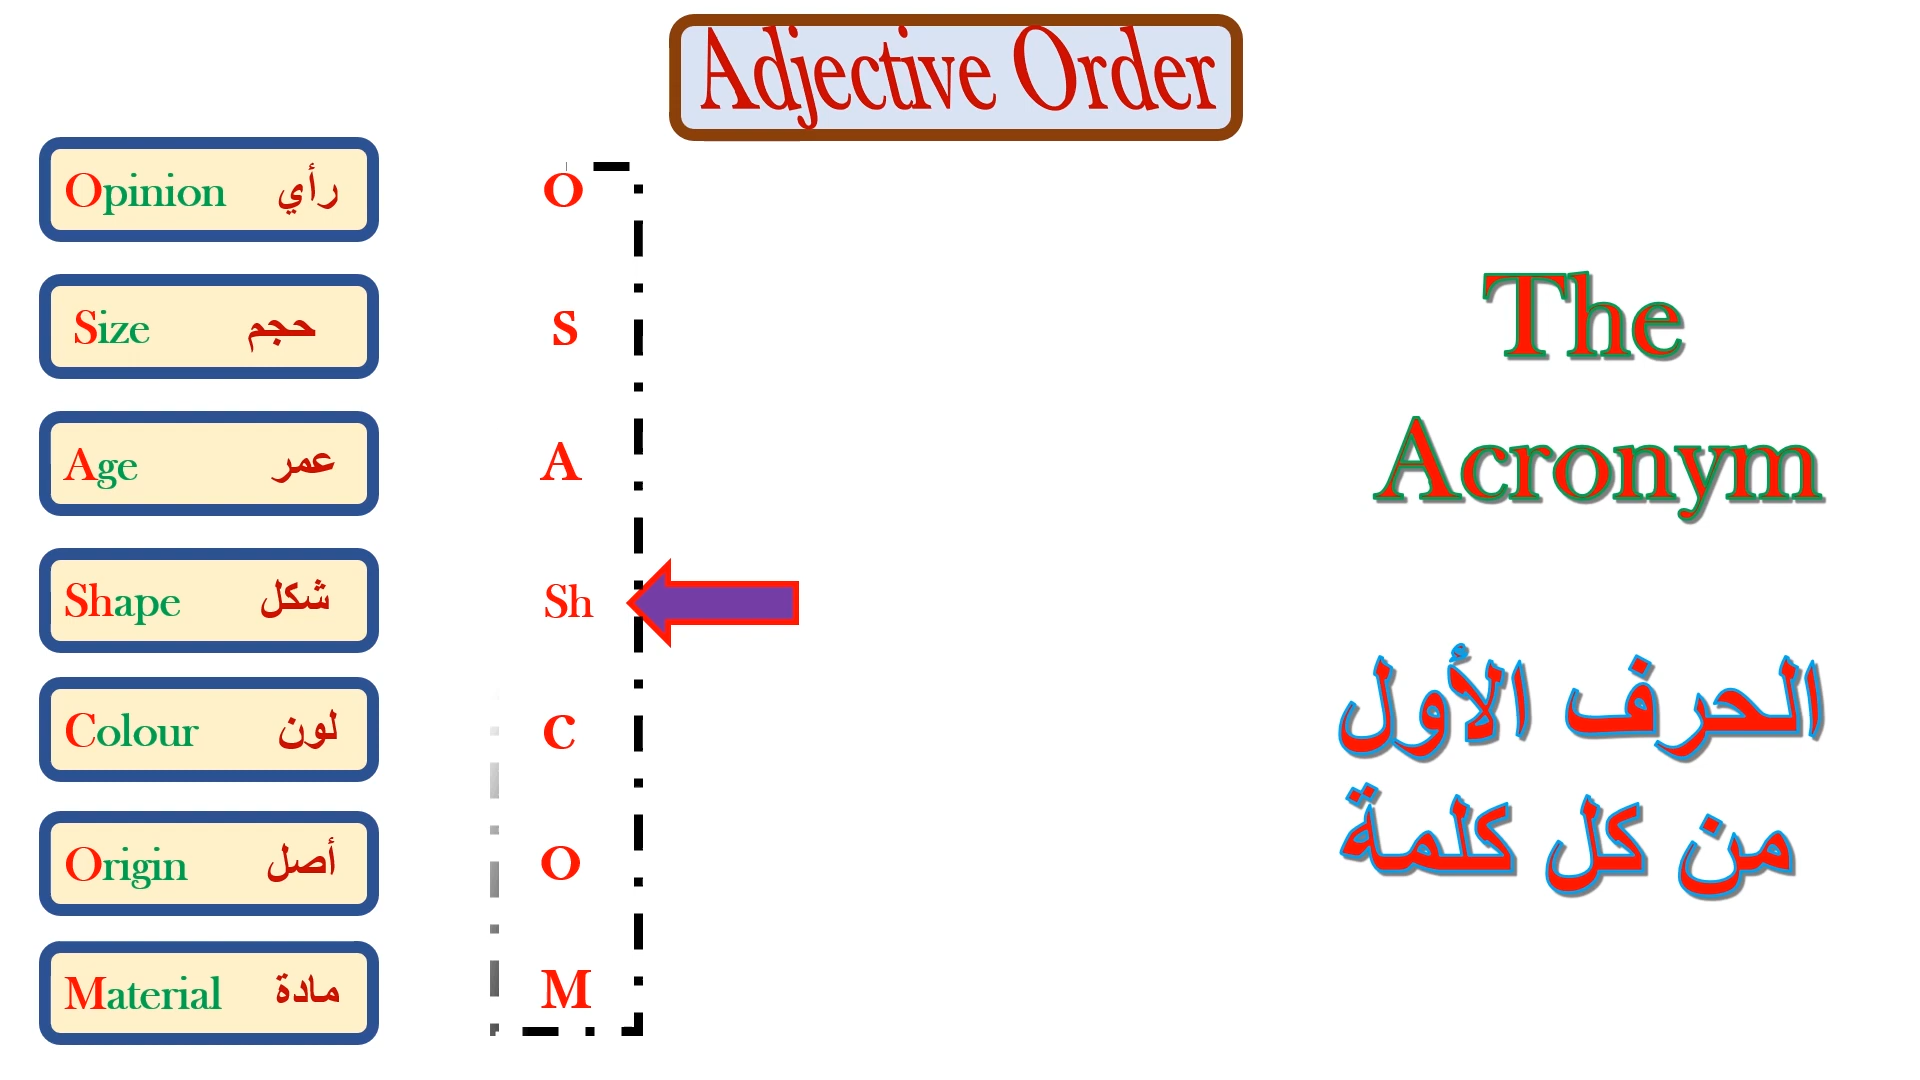 Adjective Order
Opinion رأي
Size حجم
Age عمر
Shape شكل
Colour لون
Origin أصل
Material مادة
O
S
A
Sh
C
O
M
The
Acronym
الحرف الأول
من كل كلمة